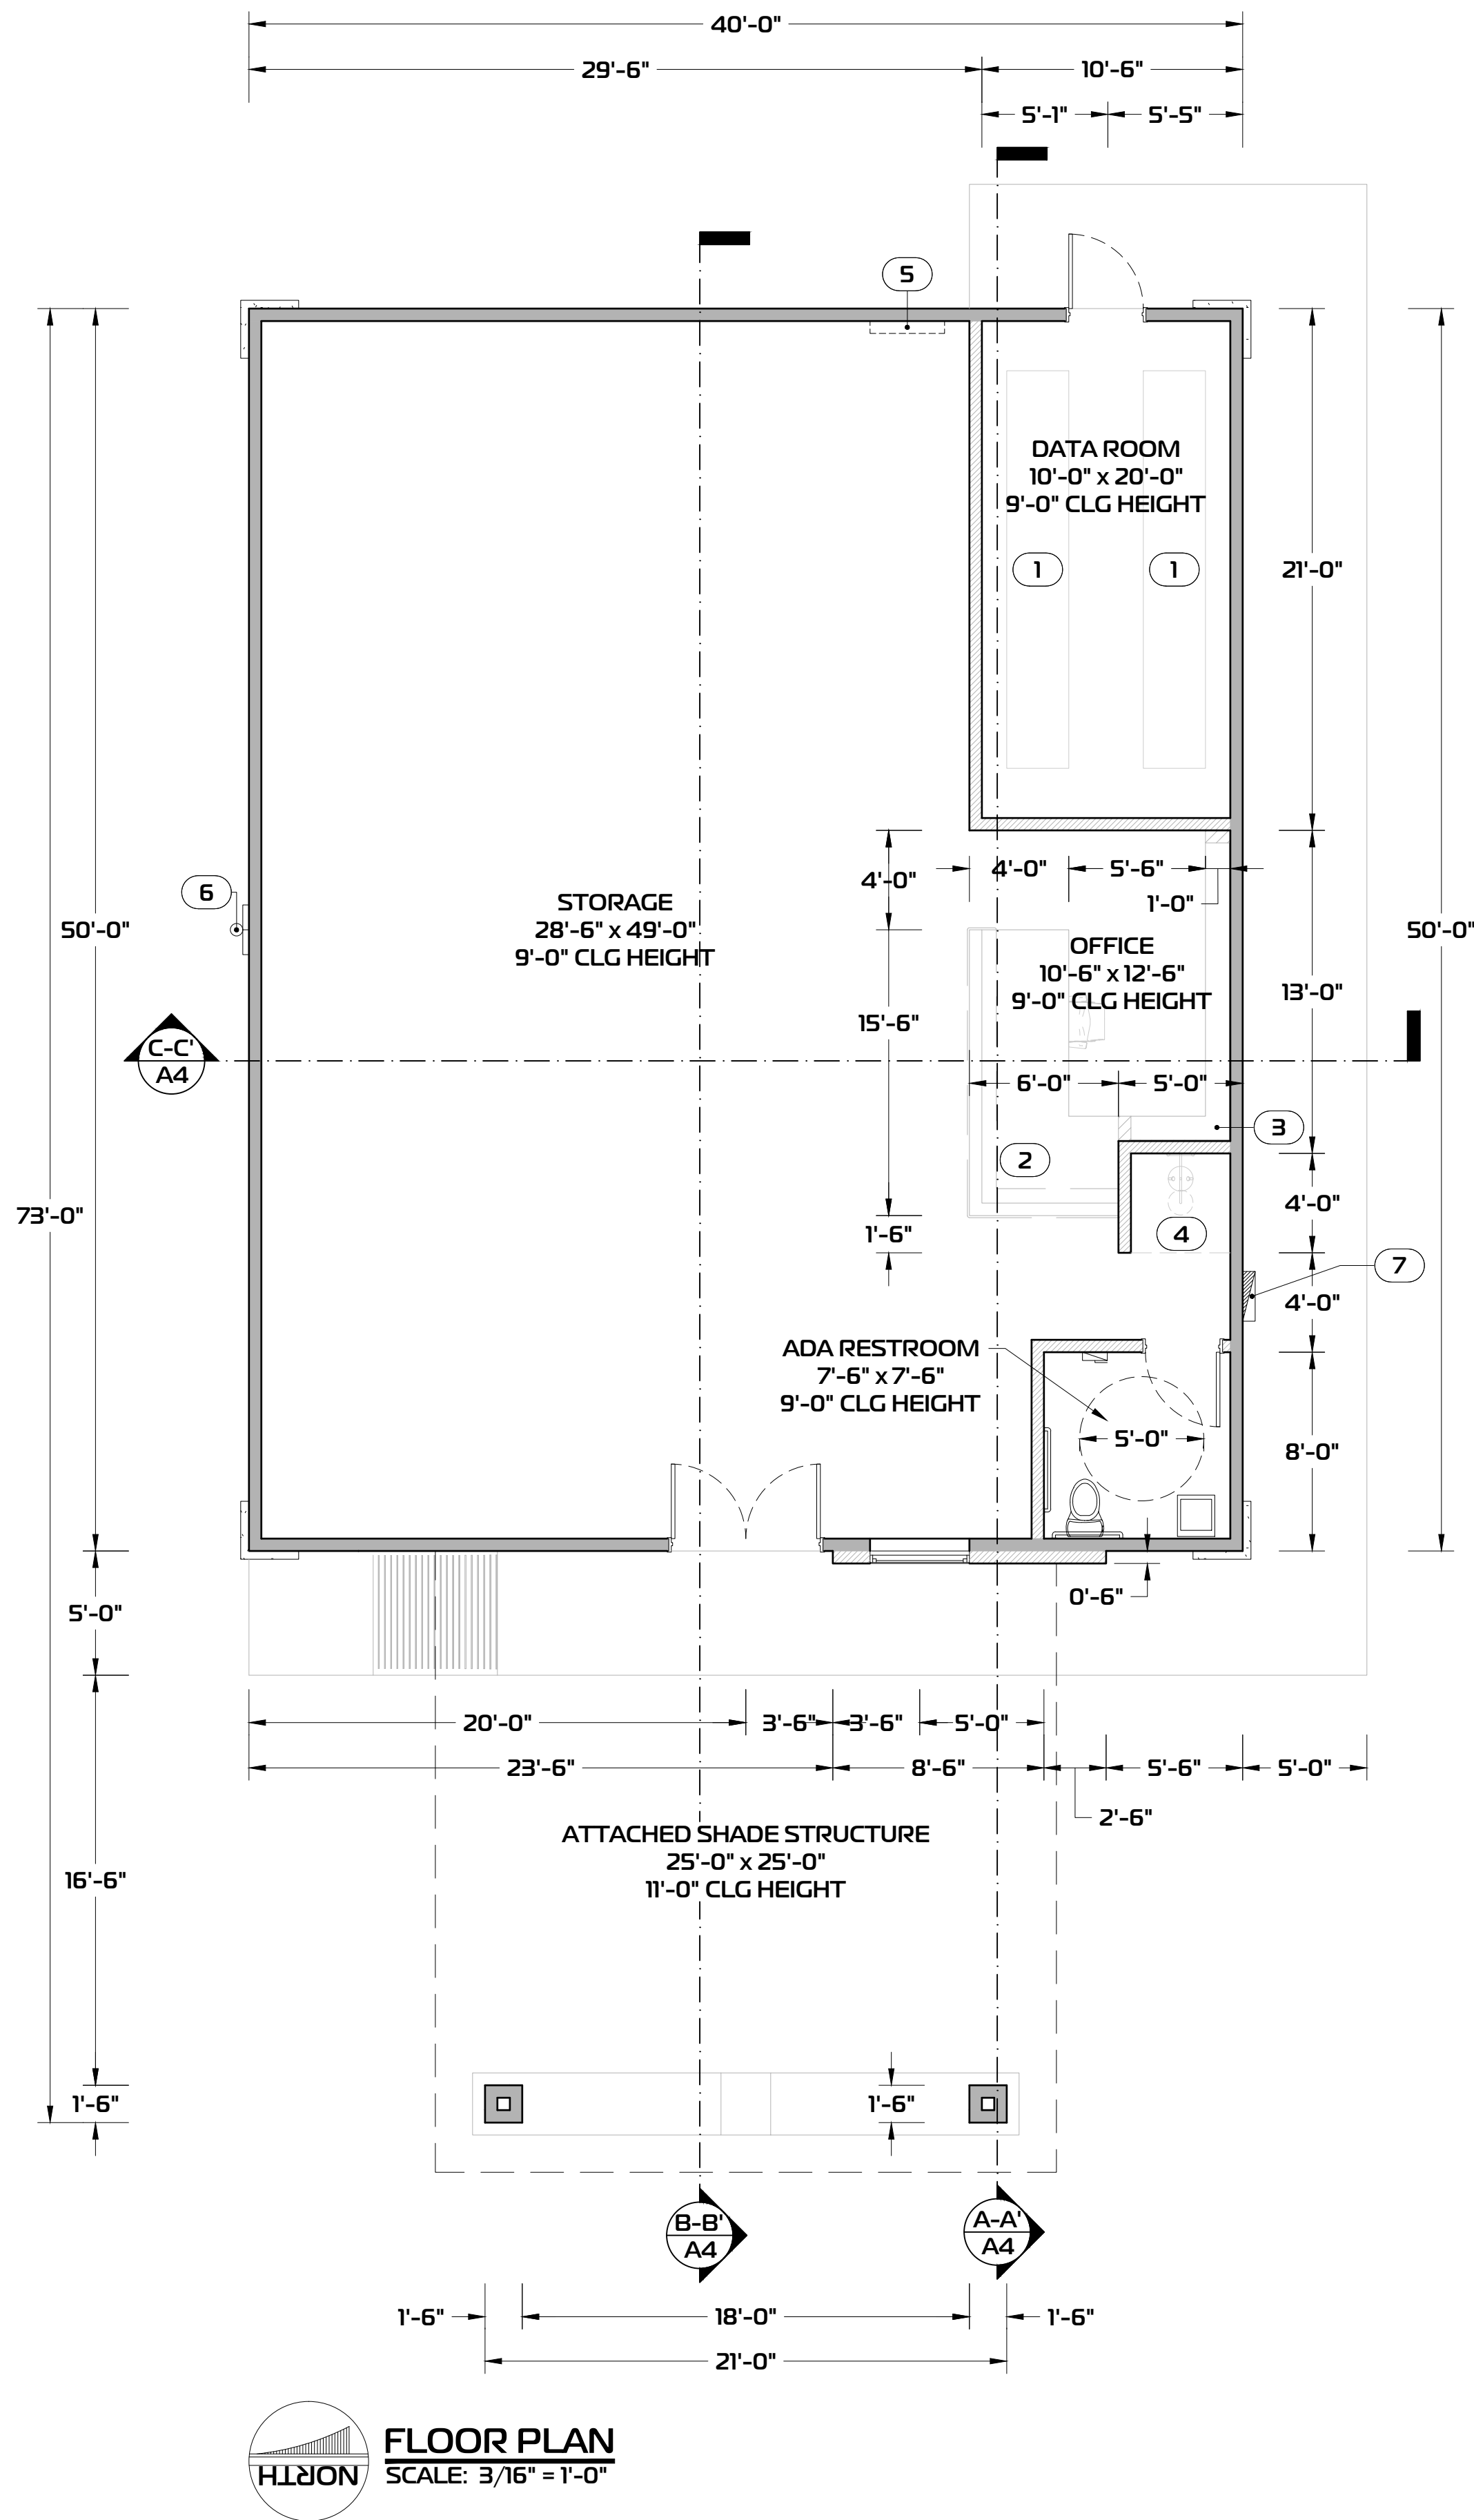 40'-0"
29'-6"
10'-6"
5'-1"
5'-5"
5
DATA ROOM
10'-0" x 20'-0"
9'-0" CLG HEIGHT
1
1
21'-0"
4'-0"
5'-6"
4'-0"
1'-0"
6
STORAGE
28'-6" x 49'-0"
9'-0" CLG HEIGHT
50'-0"
50'-0"
OFFICE
10'-6" x 12'-6"
9'-0" CLG HEIGHT
13'-0"
15'-6"
C-C'
A4
6'-0"
5'-0"
3
2
73'-0"
4'-0"
1'-6"
4
7
4'-0"
ADA RESTROOM
7'-6" x 7'-6"
9'-0" CLG HEIGHT
5'-0"
8'-0"
0'-6"
5'-0"
20'-0"
3'-6"
3'-6"
5'-0"
23'-6"
8'-6"
5'-6"
5'-0"
2'-6"
ATTACHED SHADE STRUCTURE
25'-0" x 25'-0"
11'-0" CLG HEIGHT
16'-6"
1'-6"
1'-6"
B-B'
A4
A-A'
A4
1'-6"
18'-0"
1'-6"
21'-0"
NORTH
FLOOR PLAN
SCALE: 3/16" = 1'-0"